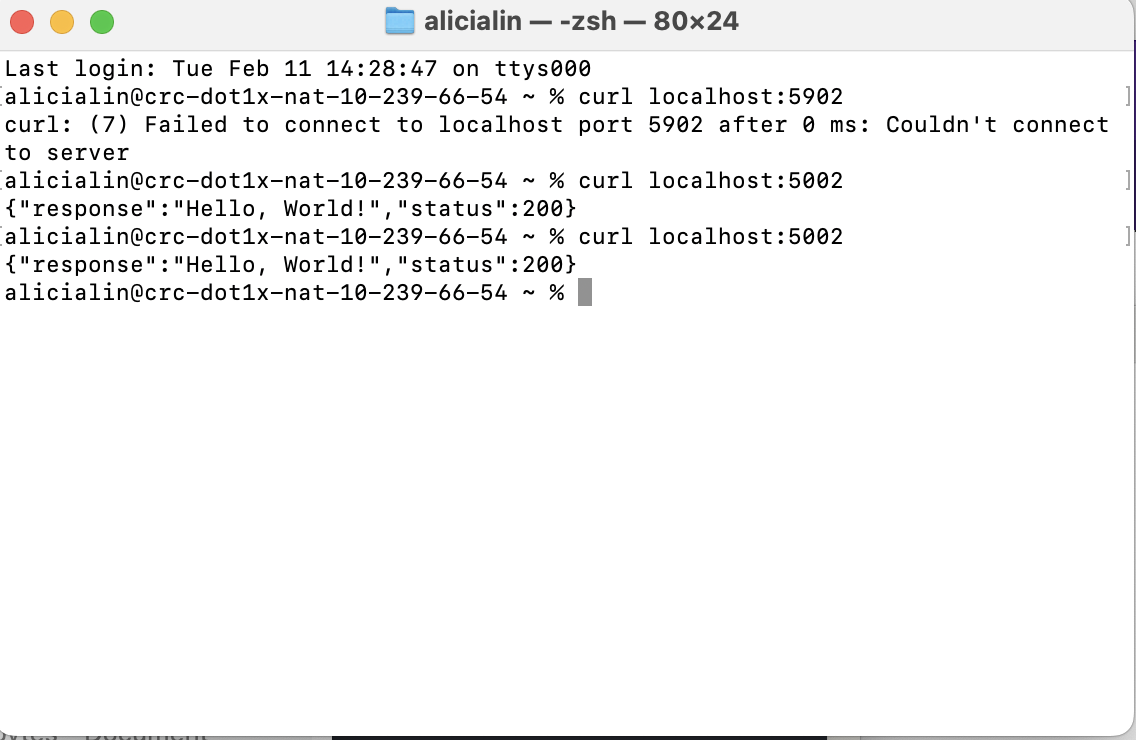 alicialin — -zsh — 80×24
Last login: Tue Feb 11 14:28:47 on ttys000
[alicialin@crc-dot1x-nat-10-239-66-54 ~ % curl localhost:5902 ]
curl: (7) Failed to connect to localhost port 5902 after 0 ms: Couldn't connect
to server
[alicialin@crc-dot1x-nat-10-239-66-54 ~ % curl localhost:5002 ]
{"response":"Hello, World!","status":200}
[alicialin@crc-dot1x-nat-10-239-66-54 ~ % curl localhost:5002 ]
{"response":"Hello, World!","status":200}
alicialin@crc-dot1x-nat-10-239-66-54 ~ %